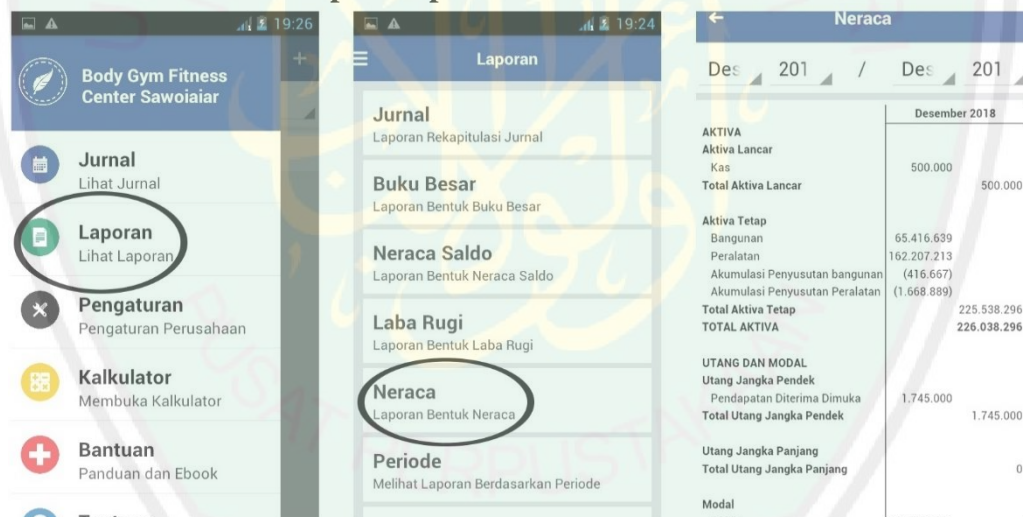 19:26
Body Gym Fitness
Center Sawoiaiar
Jurnal
Lihat Jurnal
Laporan
Lihat Laporan
Pengaturan
Pengaturan Perusahaan
Kalkulator
Membuka Kalkulator
Bantuan
Panduan dan Ebook
19:24
Laporan
Jurnal
Laporan Rekapitulasi Jurnal
Buku Besar
Laporan Bentuk Buku Besar
Neraca Saldo
Laporan Bentuk Neraca Saldo
Laba Rugi
Laporan Bentuk Laba Rugi
Neraca
Laporan Bentuk Neraca
Periode
Melihat Laporan Berdasarkan Periode
Neraca
Des 201 / Des 201
Desember 2018
AKTIVA
Aktiva Lancar
Kas 500.000
Total Aktiva Lancar 500.000
Aktiva Tetap
Bangunan 65.416.639
Peralatan 162.207.213
Akumulasi Penyusutan bangunan (416.667)
Akumulasi Penyusutan Peralatan (1.668.889)
Total Aktiva Tetap 225.538.296
TOTAL AKTIVA 226.038.296
UTANG DAN MODAL
Utang Jangka Pendek
Pendapatan Diterima Dimuka 1.745.000
Total Utang Jangka Pendek 1.745.000
Utang Jangka Panjang
Total Utang Jangka Panjang 0
Modal